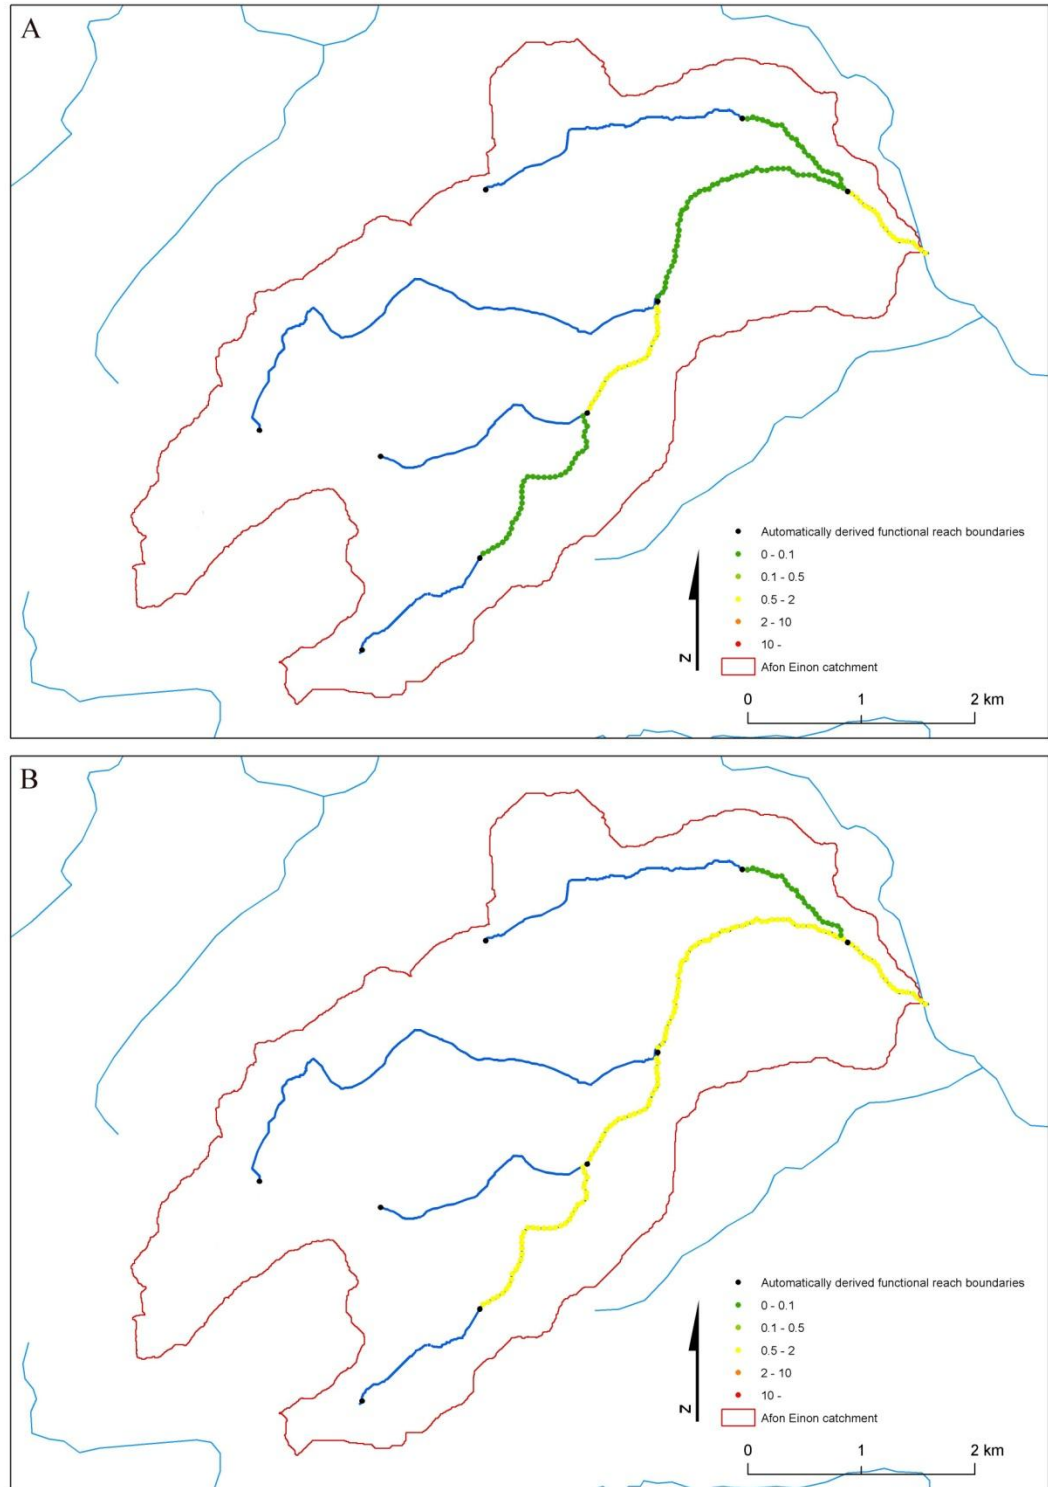 A
Automatically derived functional reach boundaries
0 - 0.1
0.1 - 0.5
0.5 - 2
2 - 10
10 -
Afon Einon catchment
N
0 1 2 km
B
Automatically derived functional reach boundaries
0 - 0.1
0.1 - 0.5
0.5 - 2
2 - 10
10 -
Afon Einon catchment
N
0 1 2 km